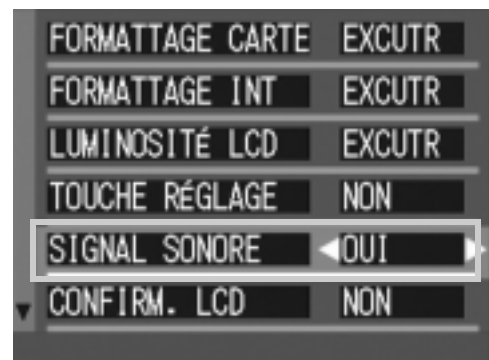 FORMATTAGE CARTE EXCUTR
FORMATTAGE INT EXCUTR
LUMINOSITÉ LCD EXCUTR
TOUCHE RÉGLAGE NON
SIGNAL SONORE OUI
CONFIRM. LCD NON